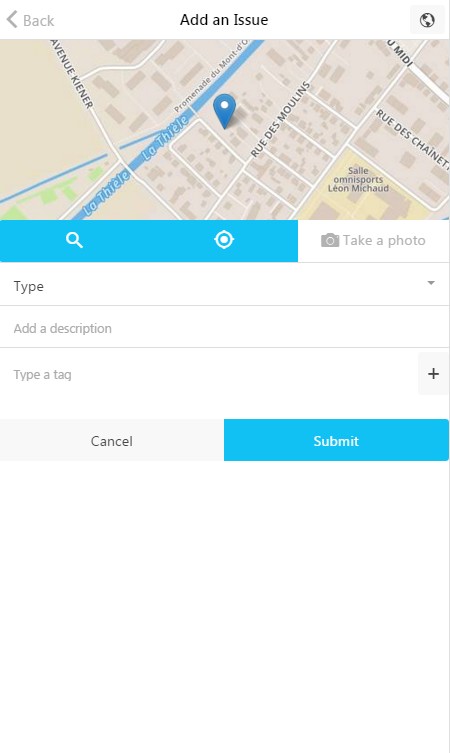 Back
Add an Issue
AVENUE KIENER
Promenade du Mont-d'O
U MIDI
RUE DES MOULINS
RUE DES CHAINET
La Thièle
La Thièle
Salle
omnisports
Léon Michaud
Take a photo
Type
Add a description
Type a tag
+
Cancel
Submit